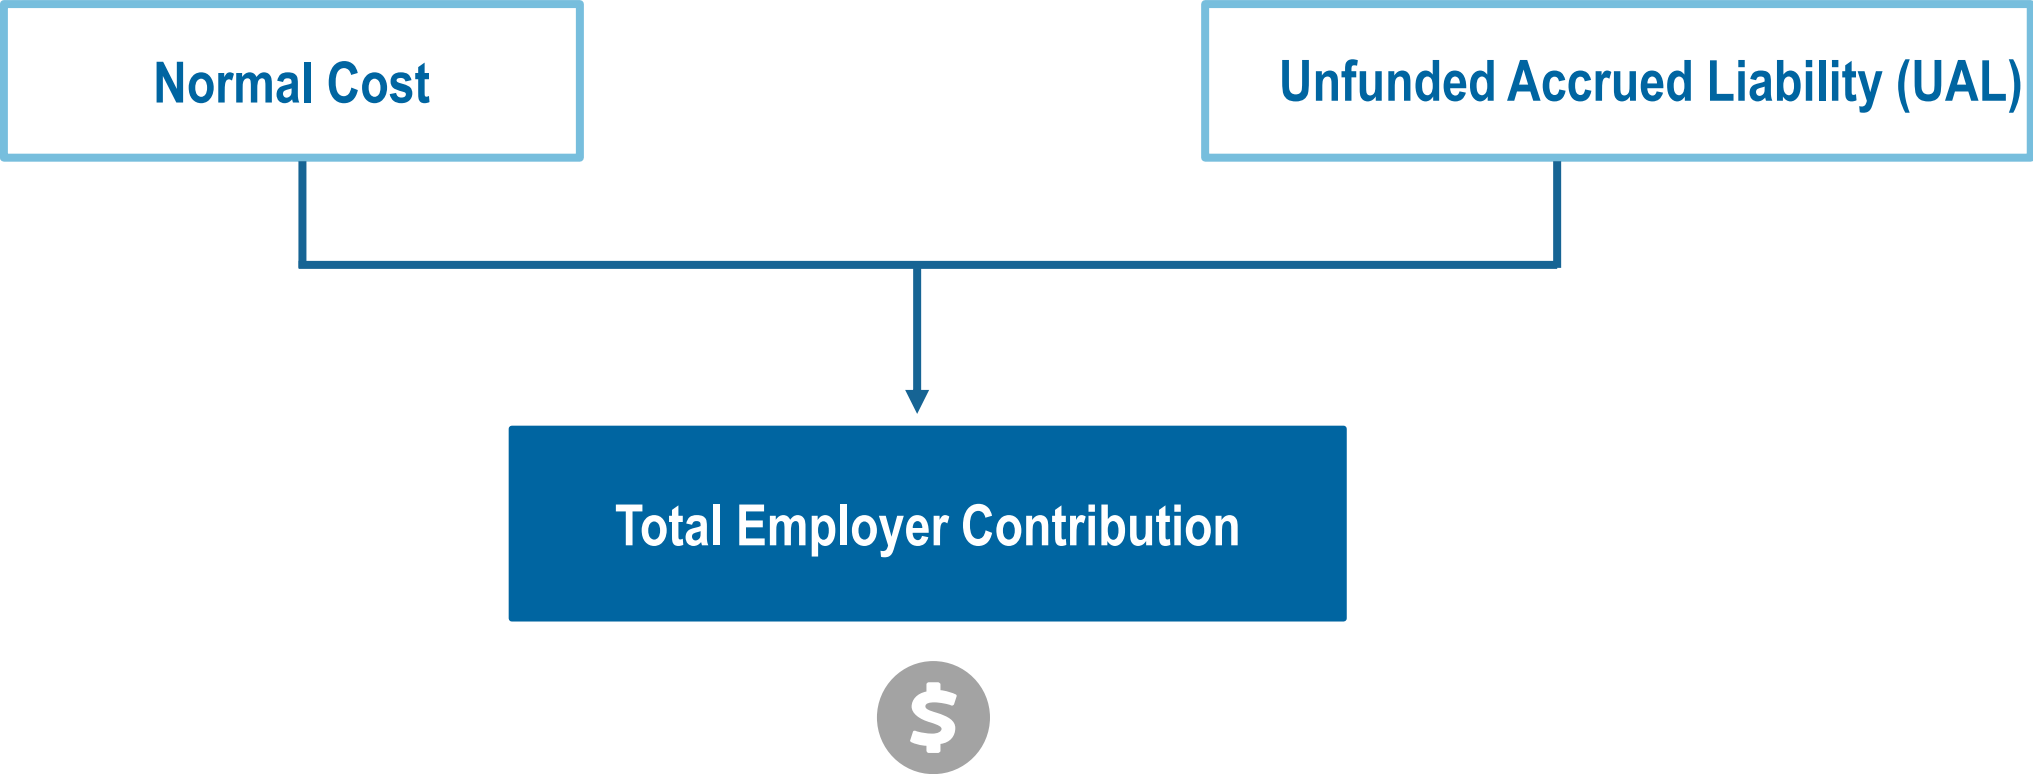 Normal Cost
Unfunded Accrued Liability (UAL)
Total Employer Contribution
$